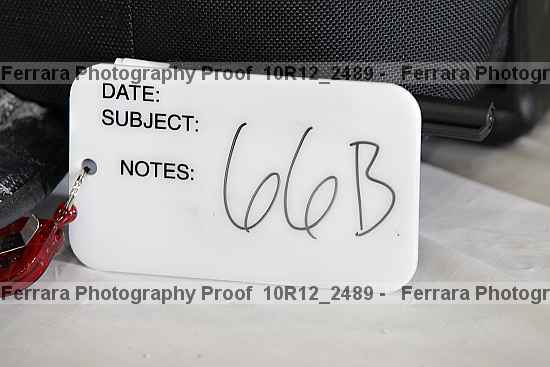 Ferrara Photography Proof 10R12_2489 - Ferrara Photogr
DATE:
SUBJECT:
NOTES: 66B
Ferrara Photography Proof 10R12_2489 - Ferrara Photogr